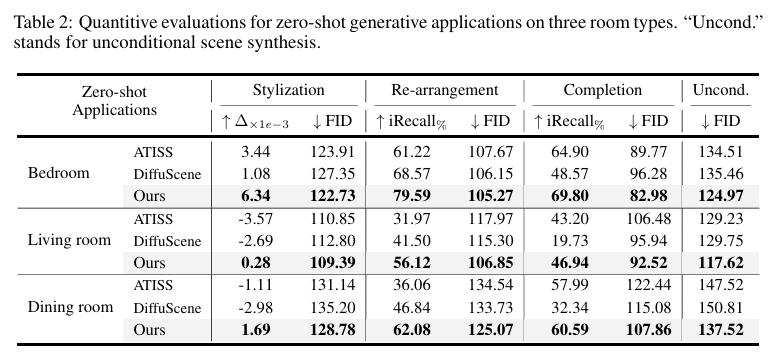 Table 2: Quantitive evaluations for zero-shot generative applications on three room types. “Uncond.”
stands for unconditional scene synthesis.
Zero-shot Applications Stylization Re-arrangement Completion Uncond.
↑ Δ×1e−3 ↓ FID ↑ iRecall% ↓ FID ↑ iRecall% ↓ FID ↓ FID
ATISS 3.44 123.91 61.22 107.67 64.90 89.77 134.51
Bedroom DiffuScene 1.08 127.35 68.57 106.15 48.57 96.28 135.46
Ours 6.34 122.73 79.59 105.27 69.80 82.98 124.97
ATISS -3.57 110.85 31.97 117.97 43.20 106.48 129.23
Living room DiffuScene -2.69 112.80 41.50 115.30 19.73 95.94 129.75
Ours 0.28 109.39 56.12 106.85 46.94 92.52 117.62
ATISS -1.11 131.14 36.06 134.54 57.99 122.44 147.52
Dining room DiffuScene -2.98 135.20 46.84 133.73 32.34 115.08 150.81
Ours 1.69 128.78 62.08 125.07 60.59 107.86 137.52